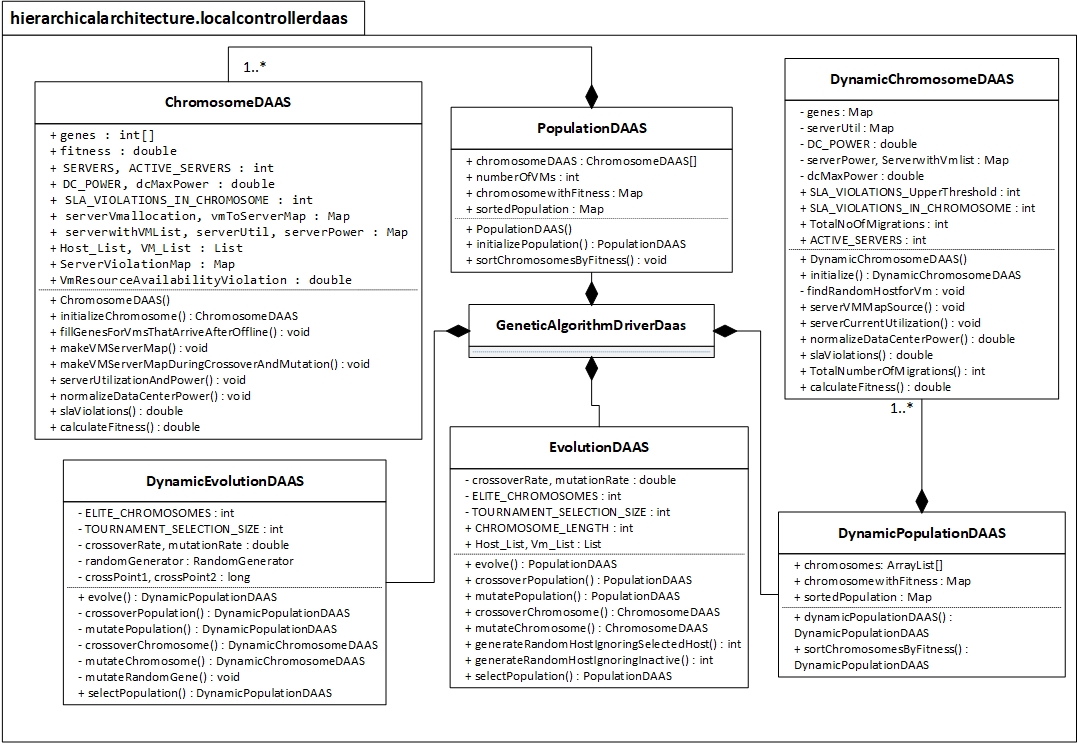 hierarchicalarchitecture.localcontrollerdaas
1..*
ChromosomeDAAS
+ genes : int[]
+ fitness : double
+ SERVERS, ACTIVE_SERVERS : int
+ DC_POWER, dcMaxPower : double
+ SLA_VIOLATIONS_IN_CHROMOSOME : int
+ serverVmallocation, vmToServerMap : Map
+ serverwithVMList, serverUtil, serverPower : Map
+ Host_List, VM_List : List
+ ServerViolationMap : Map
+ VmResourceAvailabilityViolation : double
+ ChromosomeDAAS()
+ initializeChromosome() : ChromosomeDAAS
+ fillGenesForVmsThatArriveAfterOffline() : void
+ makeVMServerMap() : void
+ makeVMServerMapDuringCrossoverAndMutation() : void
+ serverUtilizationAndPower() : void
+ normalizeDataCenterPower() : void
+ slaViolations() : double
+ calculateFitness() : double
PopulationDAAS
+ chromosomeDAAS : ChromosomeDAAS[]
+ numberOfVMs : int
+ chromosomewithFitness : Map
+ sortedPopulation : Map
+ PopulationDAAS()
+ initializePopulation() : PopulationDAAS
+ sortChromosomesByFitness() : void
DynamicChromosomeDAAS
- genes : Map
- serverUtil : Map
- DC_POWER : double
- serverPower, ServerwithVmlist : Map
- dcMaxPower : double
+ SLA_VIOLATIONS_UpperThreshold : int
+ SLA_VIOLATIONS_IN_CHROMOSOME : int
+ TotalNoOfMigrations : int
+ ACTIVE_SERVERS : int
+ DynamicChromosomeDAAS()
+ initialize() : DynamicChromosomeDAAS
- findRandomHostforVm : void
+ serverVMMapSource() : void
+ serverCurrentUtilization() : void
+ normalizeDataCenterPower() : double
+ slaViolations() : double
+ TotalNumberOfMigrations() : int
+ calculateFitness() : double
1..*
GeneticAlgorithmDriverDaas
DynamicEvolutionDAAS
- ELITE_CHROMOSOMES : int
- TOURNAMENT_SELECTION_SIZE : int
- crossoverRate, mutationRate : double
- randomGenerator : RandomGenerator
- crossPoint1, crossPoint2 : long
+ evolve() : DynamicPopulationDAAS
- crossoverPopulation() : DynamicPopulationDAAS
- mutatePopulation() : DynamicPopulationDAAS
- crossoverChromosome() : DynamicChromosomeDAAS
- mutateChromosome() : DynamicChromosomeDAAS
- mutateRandomGene() : void
+ selectPopulation() : DynamicPopulationDAAS
EvolutionDAAS
- crossoverRate, mutationRate : double
- ELITE_CHROMOSOMES : int
- TOURNAMENT_SELECTION_SIZE : int
+ CHROMOSOME_LENGTH : int
+ Host_List, Vm_List : List
+ evolve() : PopulationDAAS
+ crossoverPopulation() : PopulationDAAS
+ mutatePopulation() : PopulationDAAS
+ crossoverChromosome() : ChromosomeDAAS
+ mutateChromosome() : ChromosomeDAAS
+ generateRandomHostIgnoringSelectedHost() : int
+ generateRandomHostIgnoringInactive() : int
+ selectPopulation() : PopulationDAAS
DynamicPopulationDAAS
+ chromosomes: ArrayList[]
+ chromosomewithFitness : Map
+ sortedPopulation : Map
+ dynamicPopulationDAAS() :
DynamicPopulationDAAS
+ sortChromosomesByFitness() :
DynamicPopulationDAAS